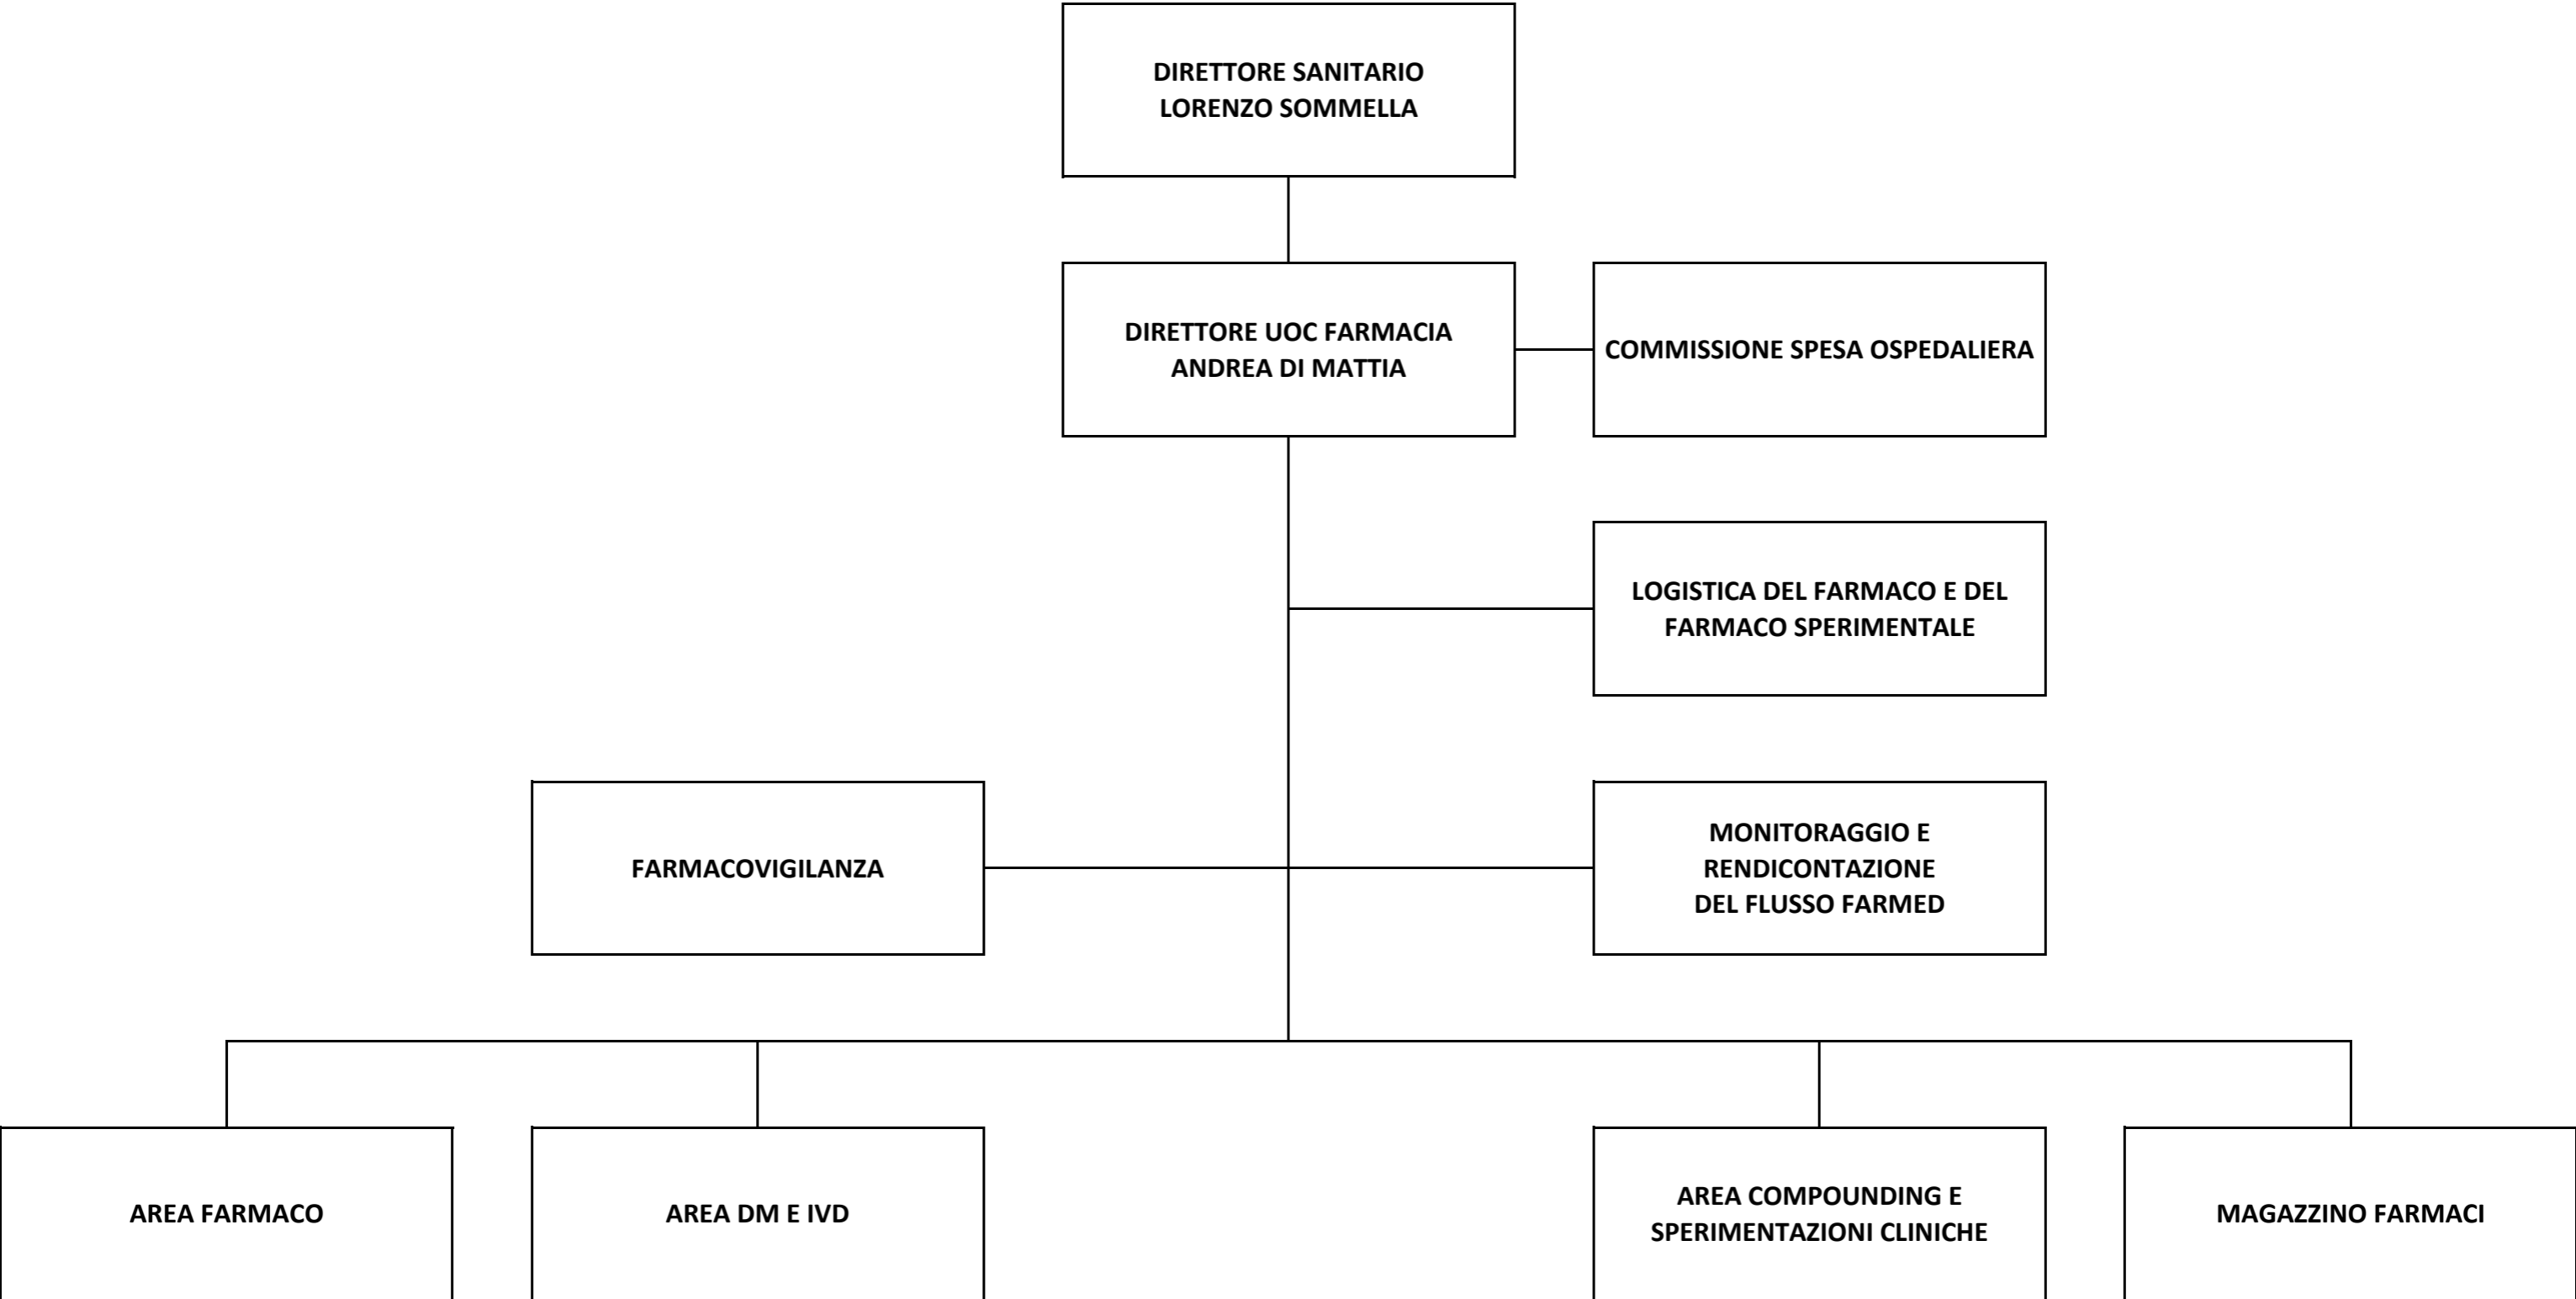 DIRETTORE SANITARIO
LORENZO SOMMELLA
DIRETTORE UOC FARMACIA
ANDREA DI MATTIA
COMMISSIONE SPESA OSPEDALIERA
LOGISTICA DEL FARMACO E DEL
FARMACO SPERIMENTALE
FARMACOVIGILANZA
MONITORAGGIO E
RENDICONTAZIONE
DEL FLUSSO FARMED
AREA FARMACO
AREA DM E IVD
AREA COMPOUNDING E
SPERIMENTAZIONI CLINICHE
MAGAZZINO FARMACI